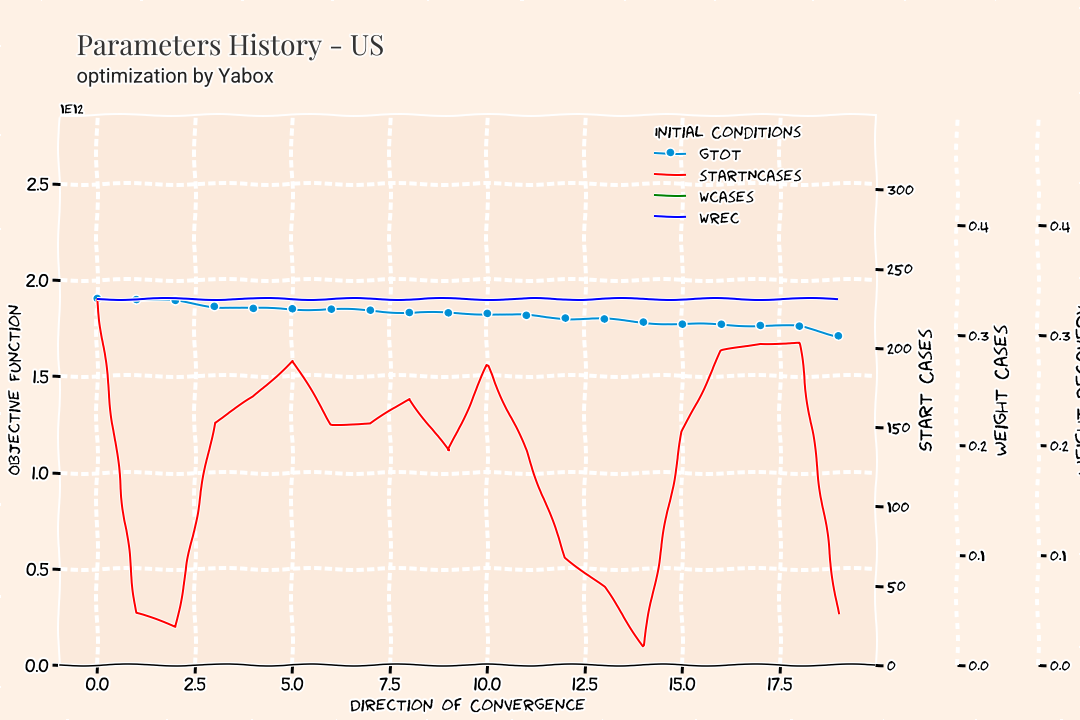 Parameters History - US
optimization by Yabox
1E12
INITIAL CONDITIONS
GTOT
STARTNCASES
WCASES
WREC
2.5
2.0
1.5
1.0
0.5
0.0
OBJECTIVE FUNCTION
300
250
200
150
100
50
0
START CASES
0.4
0.3
0.2
0.1
0.0
WEIGHT CASES
0.4
0.3
0.2
0.1
0.0
0.0 2.5 5.0 7.5 10.0 12.5 15.0 17.5
DIRECTION OF CONVERGENCE